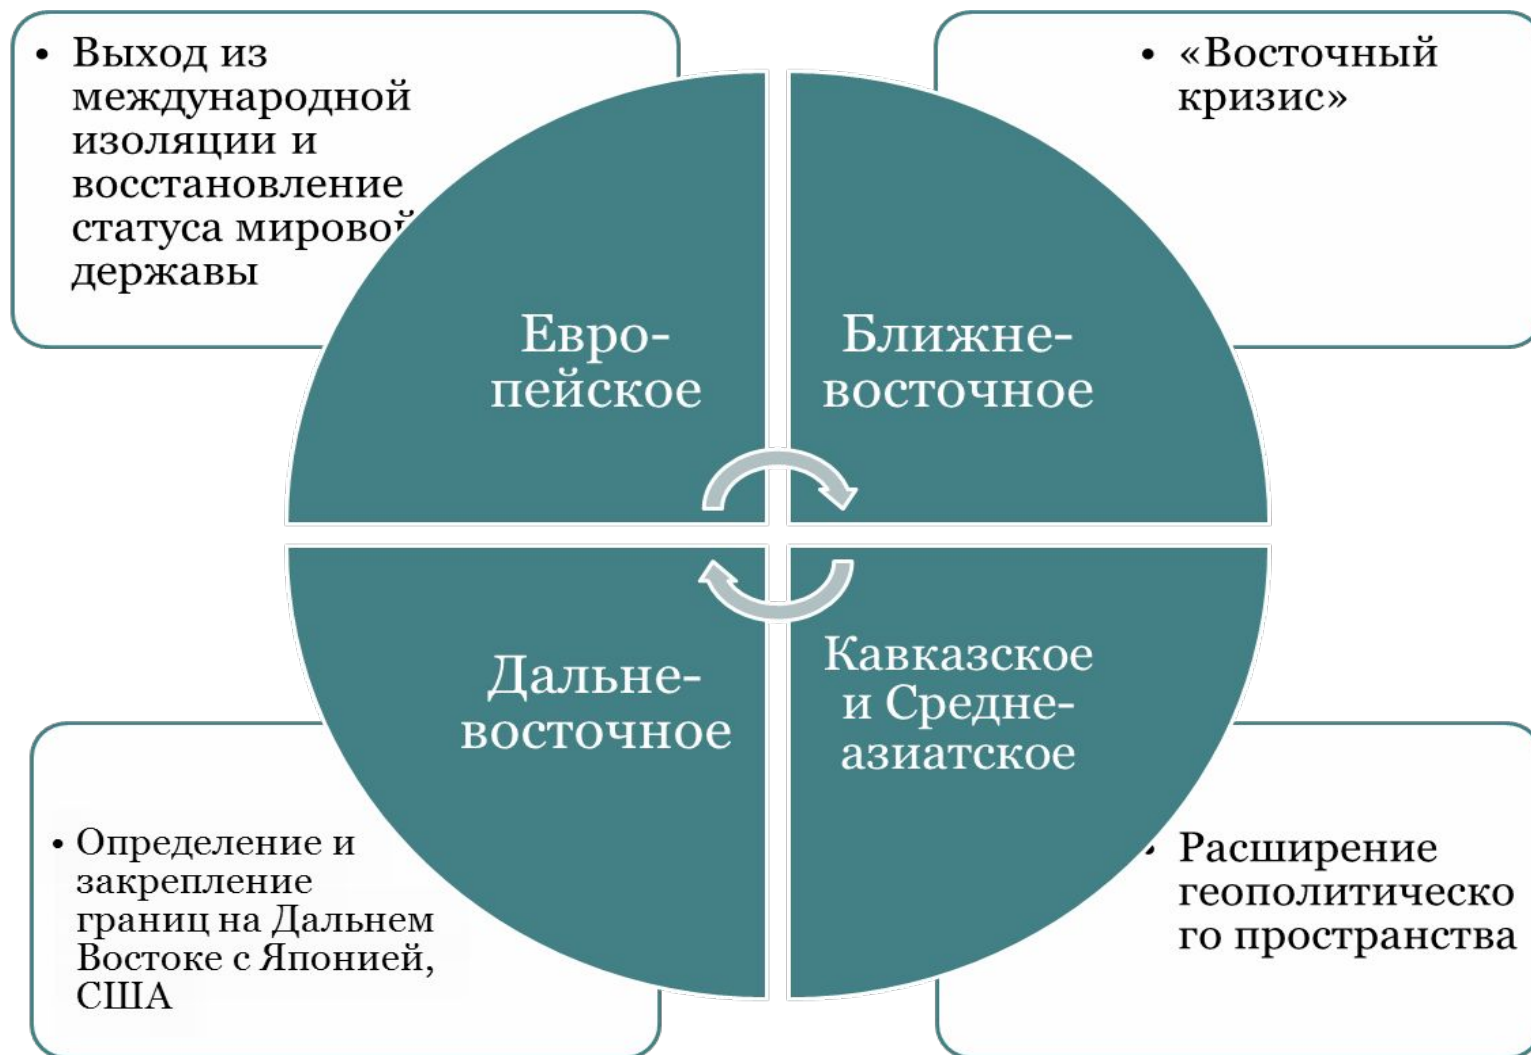 • Выход из
международной
изоляции и
восстановление
статуса мировой
державы
• «Восточный
кризис»
Евро-
пейское
Ближне-
восточное
Дальне-
восточное
Кавказское
и Средне-
азиатское
• Определение и
закрепление
границ на Дальнем
Востоке с Японией,
США
• Расширение
геополитическо
го пространства